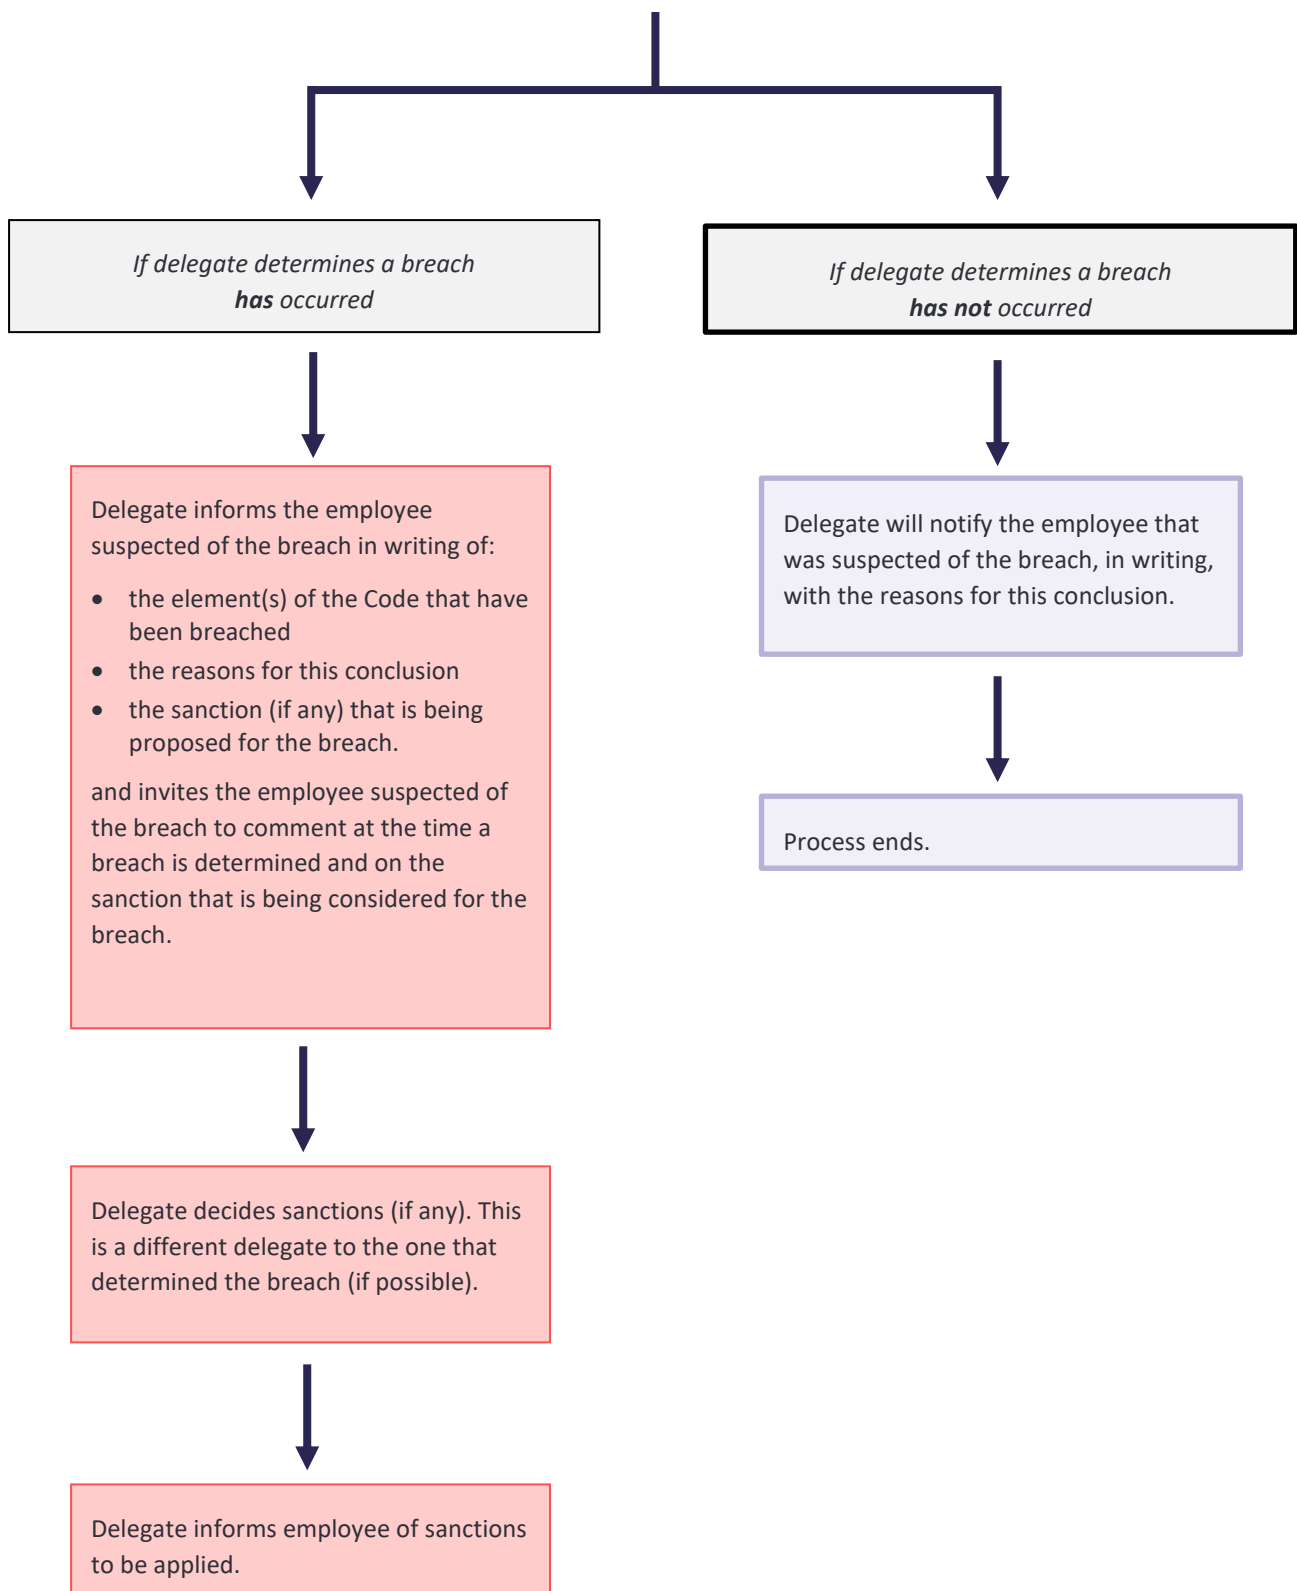 If delegate determines a breach
has occurred
If delegate determines a breach
has not occurred
Delegate informs the employee
suspected of the breach in writing of:
• the element(s) of the Code that have
been breached
• the reasons for this conclusion
• the sanction (if any) that is being
proposed for the breach.
and invites the employee suspected of
the breach to comment at the time a
breach is determined and on the
sanction that is being considered for the
breach.
Delegate will notify the employee that
was suspected of the breach, in writing,
with the reasons for this conclusion.
Process ends.
Delegate decides sanctions (if any). This
is a different delegate to the one that
determined the breach (if possible).
Delegate informs employee of sanctions
to be applied.